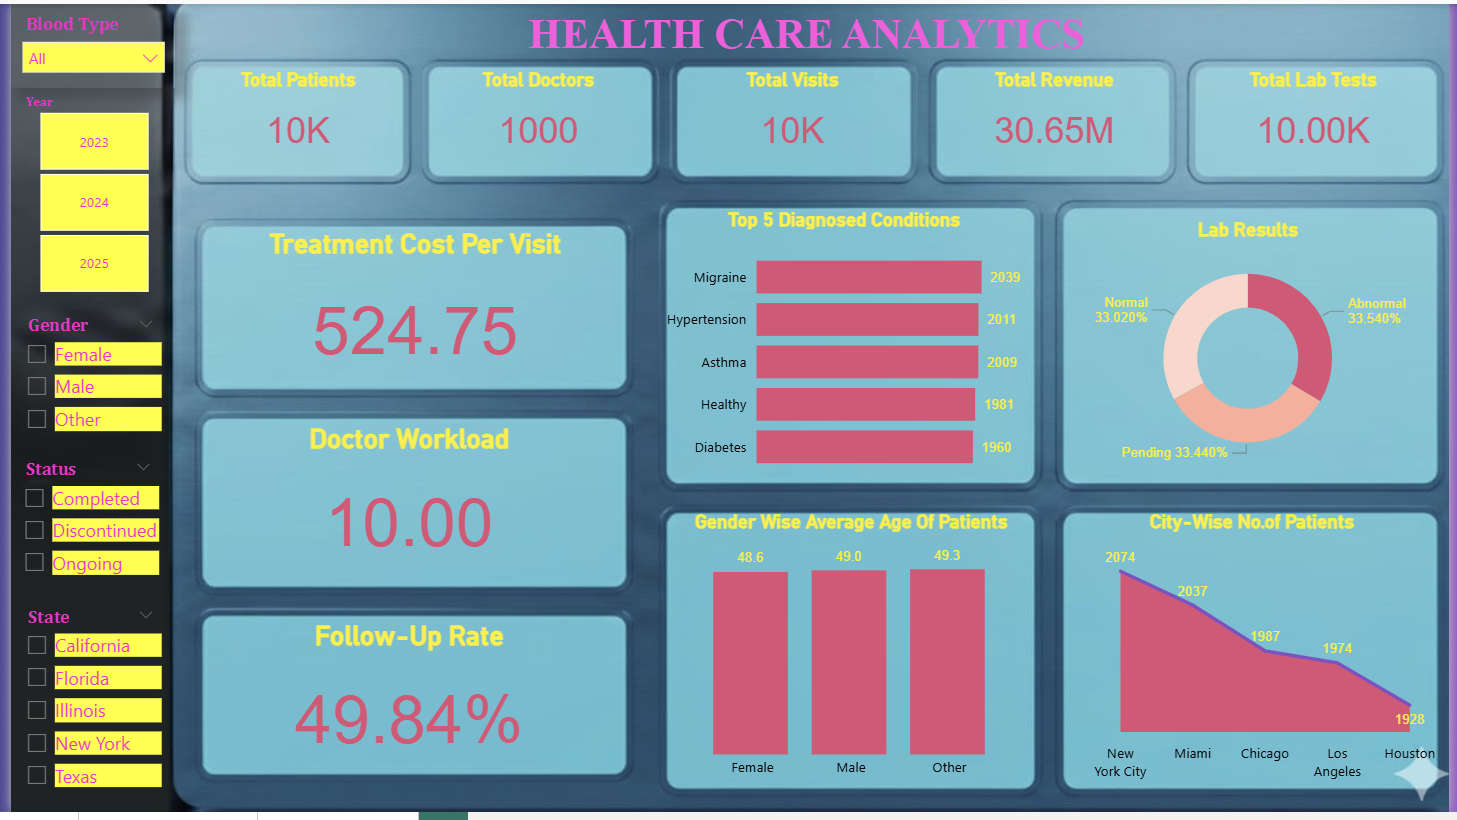 HEALTH CARE ANALYTICS
Blood Type
All
Year
2023
2024
2025
Gender
Female
Male
Other
Status
Completed
Discontinued
Ongoing
State
California
Florida
Illinois
New York
Texas
Total Patients
10K
Total Doctors
1000
Total Visits
10K
Total Revenue
30.65M
Total Lab Tests
10.00K
Treatment Cost Per Visit
524.75
Doctor Workload
10.00
Follow-Up Rate
49.84%
Top 5 Diagnosed Conditions
Migraine 2039
Hypertension 2011
Asthma 2009
Healthy 1981
Diabetes 1960
Lab Results
Normal
33.020%
Abnormal
33.540%
Pending 33.440%
Gender Wise Average Age Of Patients
48.6 49.0 49.3
Female Male Other
City-Wise No.of Patients
2074
2037
1987
1974
1928
New
York City
Miami
Chicago
Los
Angeles
Houston